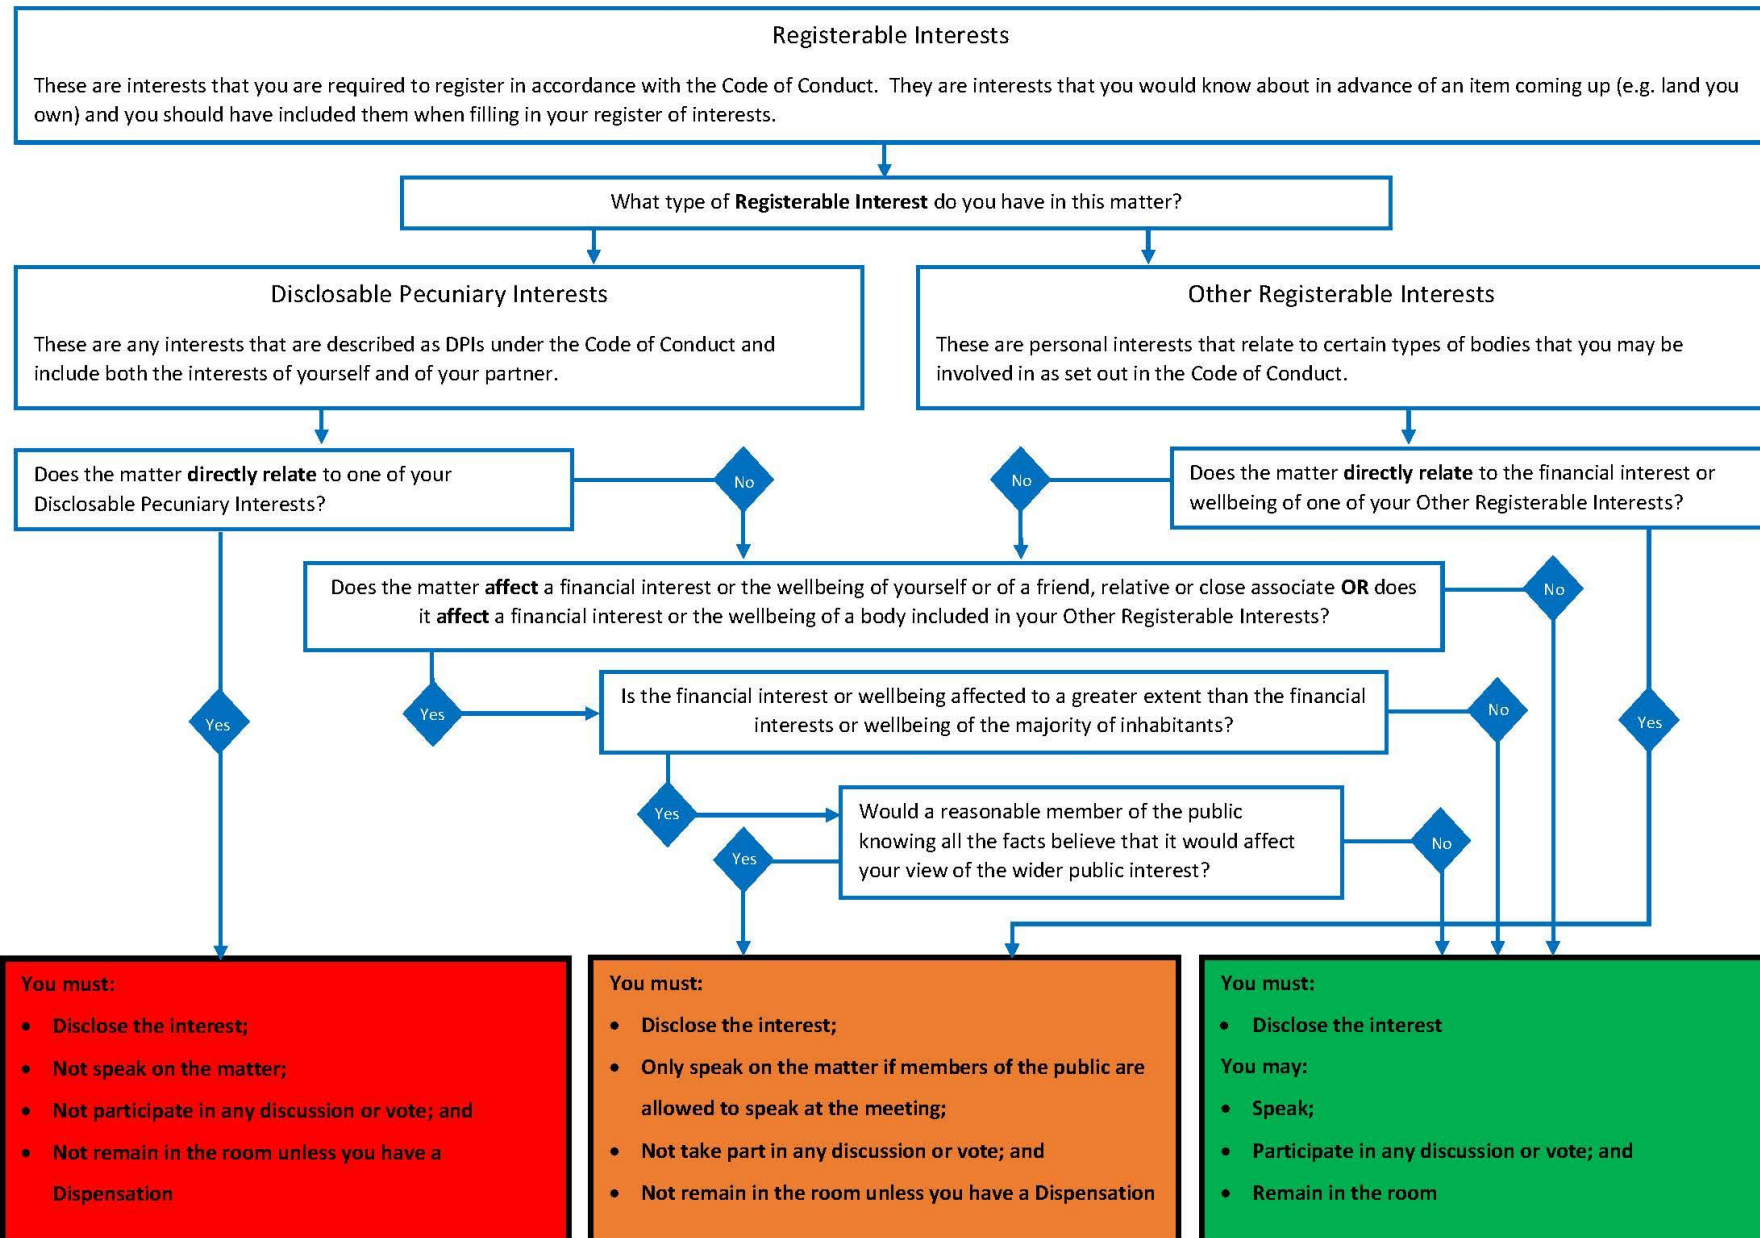 Registerable Interests
These are interests that you are required to register in accordance with the Code of Conduct. They are interests that you would know about in advance of an item coming up (e.g. land you
own) and you should have included them when filling in your register of interests.
What type of Registerable Interest do you have in this matter?
Disclosable Pecuniary Interests
These are any interests that are described as DPIs under the Code of Conduct and
include both the interests of yourself and of your partner.
Other Registerable Interests
These are personal interests that relate to certain types of bodies that you may be
involved in as set out in the Code of Conduct.
Does the matter directly relate to one of your
Disclosable Pecuniary Interests?
No
No
Does the matter directly relate to the financial interest or
wellbeing of one of your Other Registerable Interests?
Does the matter affect a financial interest or the wellbeing of yourself or of a friend, relative or close associate OR does
it affect a financial interest or the wellbeing of a body included in your Other Registerable Interests?
No
Yes
Yes
Is the financial interest or wellbeing affected to a greater extent than the financial
interests or wellbeing of the majority of inhabitants?
No
Yes
Yes
Would a reasonable member of the public
knowing all the facts believe that it would affect
your view of the wider public interest?
Yes
No
You must:
• Disclose the interest;
• Not speak on the matter;
• Not participate in any discussion or vote; and
• Not remain in the room unless you have a
Dispensation
You must:
• Disclose the interest;
• Only speak on the matter if members of the public are
allowed to speak at the meeting;
• Not take part in any discussion or vote; and
• Not remain in the room unless you have a Dispensation
You must:
• Disclose the interest
You may:
• Speak;
• Participate in any discussion or vote; and
• Remain in the room